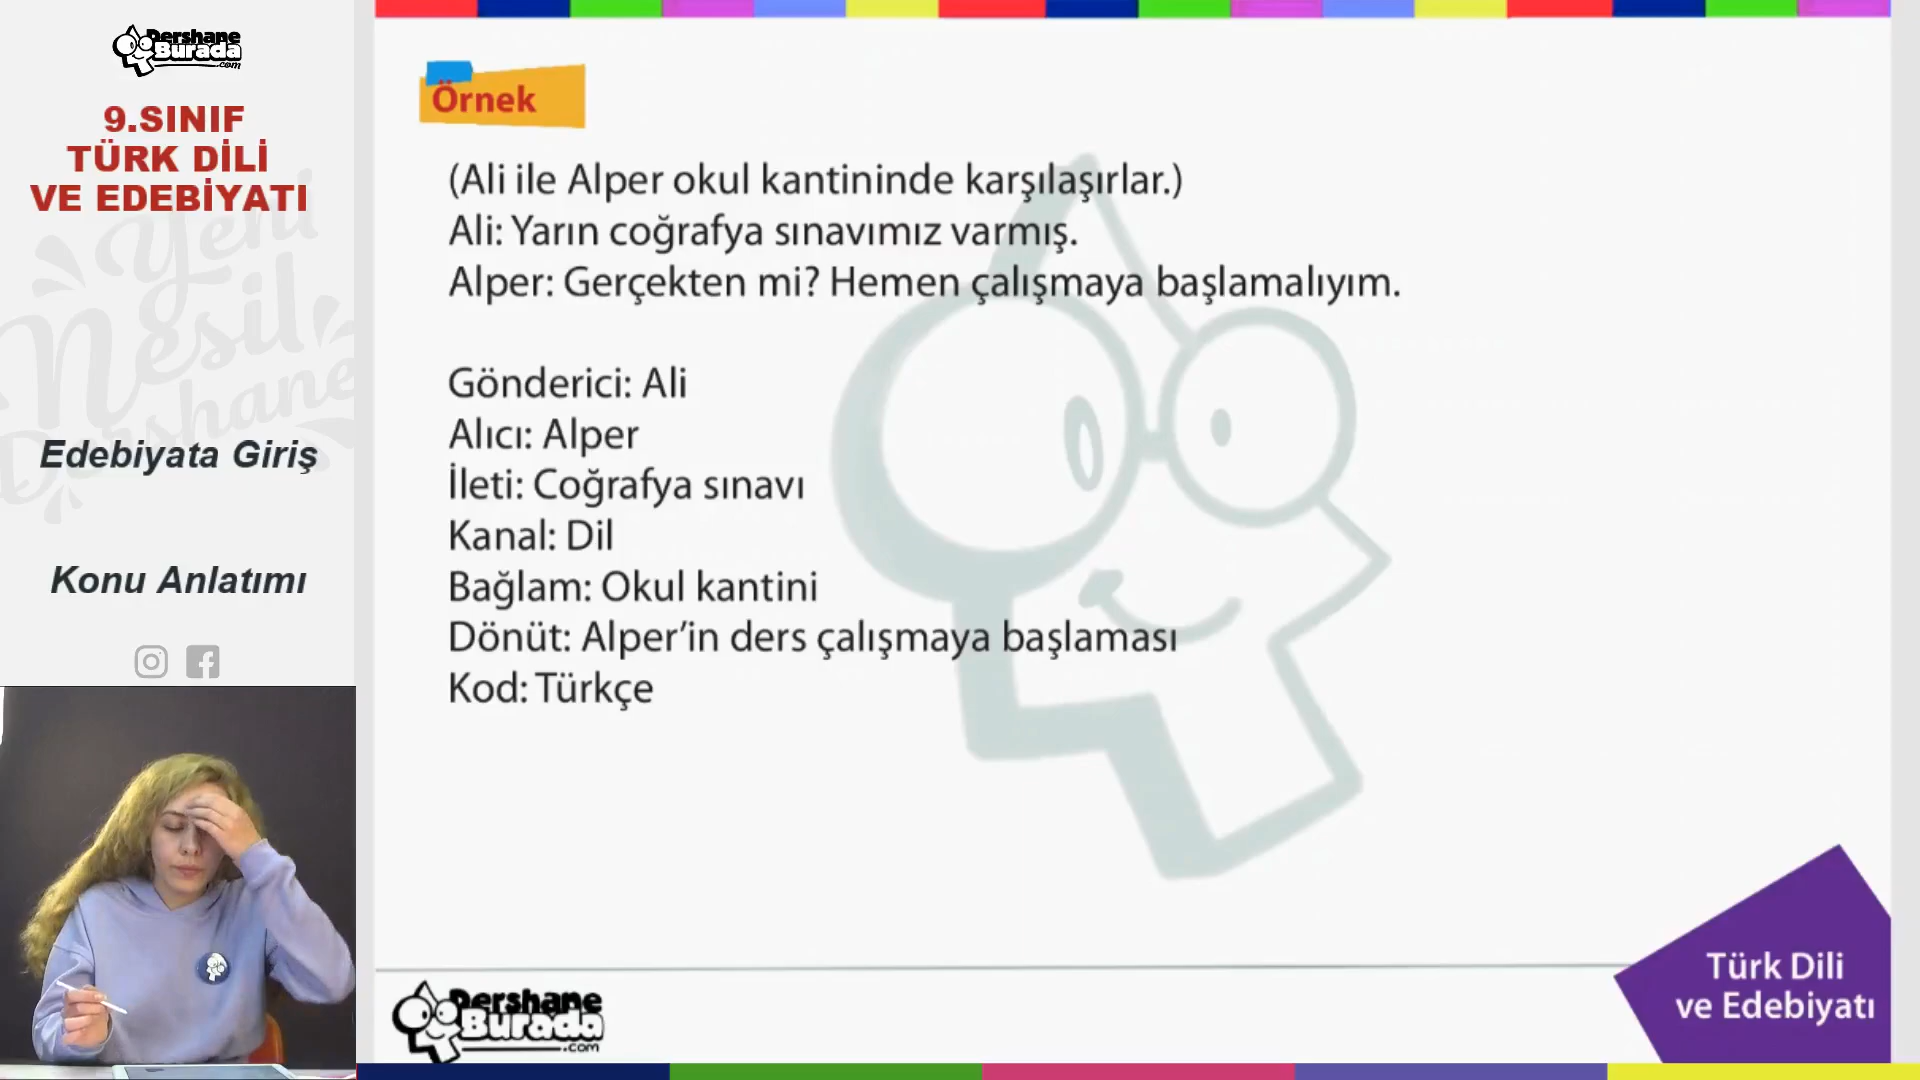 Dershane
Burada
.com
9.SINIF
TÜRK DİLİ
VE EDEBİYATI
Yeni
Nesil
Dershane
Edebiyata Giriş
Konu Anlatımı
Örnek
(Ali ile Alper okul kantininde karşılaşırlar.)
Ali: Yarın coğrafya sınavımız varmış.
Alper: Gerçekten mi? Hemen çalışmaya başlamalıyım.
Gönderici: Ali
Alıcı: Alper
İleti: Coğrafya sınavı
Kanal: Dil
Bağlam: Okul kantini
Dönüt: Alper’in ders çalışmaya başlaması
Kod: Türkçe
Dershane
Burada
.com
Türk Dili
ve Edebiyatı